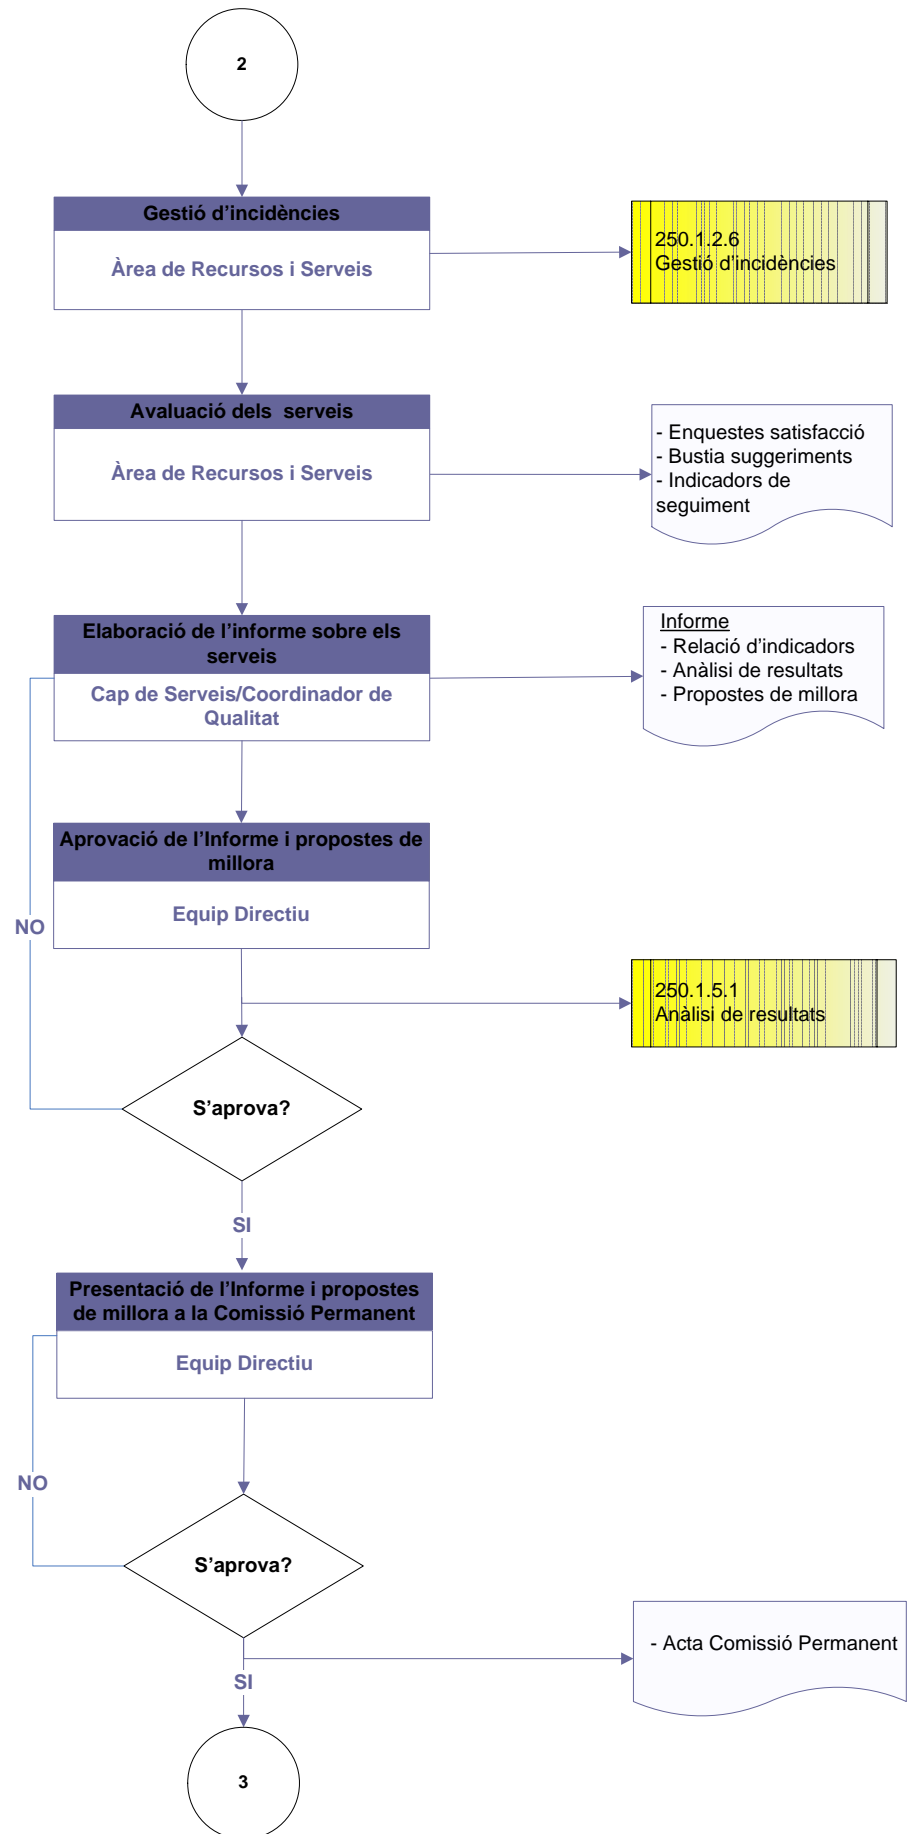 2
Gestió d’incidències
Àrea de Recursos i Serveis
250.1.2.6
Gestió d’incidències
Avaluació dels  serveis
Àrea de Recursos i Serveis
- Enquestes satisfacció
- Bustia suggeriments
- Indicadors de
seguiment
Elaboració de l’informe sobre els
serveis
Cap de Serveis/Coordinador de
Qualitat
Informe
- Relació d’indicadors
- Anàlisi de resultats
- Propostes de millora
Aprovació de l’Informe i propostes de
millora
Equip Directiu
NO
250.1.5.1
Anàlisi de resultats
S’aprova?
SI
Presentació de l’Informe i propostes
de millora a la Comissió Permanent
Equip Directiu
NO
S’aprova?
- Acta Comissió Permanent
SI
3